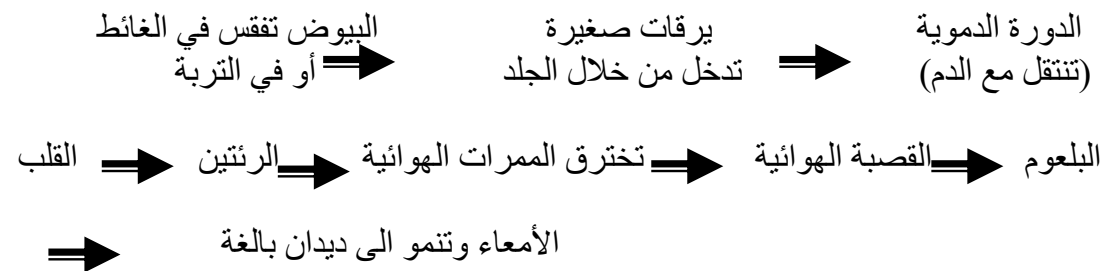 البيوض تفقس في الغائط
أو في التربة
يرقات صغيرة
تدخل من خلال الجلد
الدورة الدموية
(تنتقل مع الدم)
القلب
الرئتين
تخترق الممرات الهوائية
القصبة الهوائية
البلعوم
الأمعاء وتنمو الى ديدان بالغة